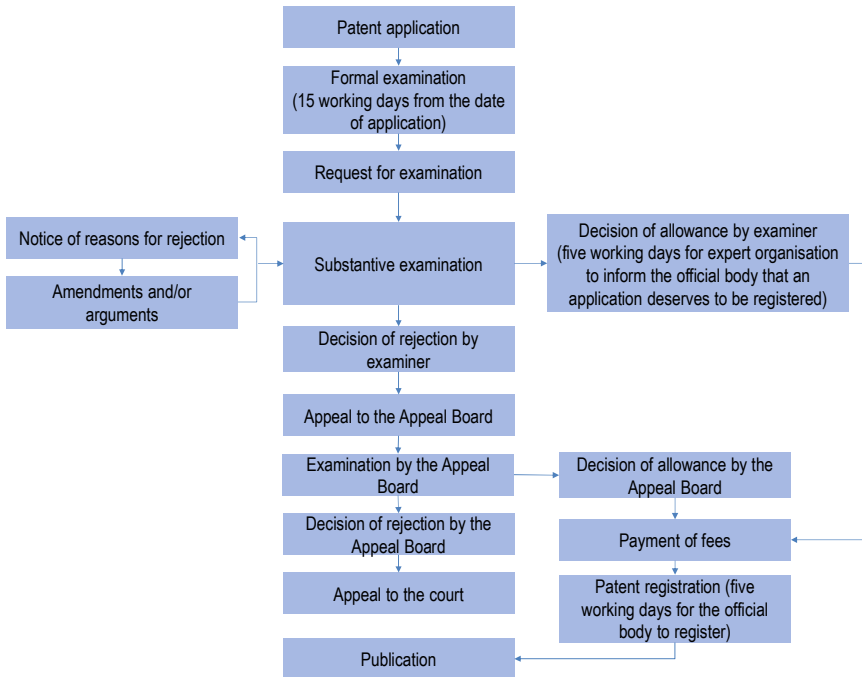 Patent application
Formal examination
(15 working days from the date
of application)
Request for examination
Notice of reasons for rejection
Amendments and/or
arguments
Substantive examination
Decision of allowance by examiner
(five working days for expert organisation
to inform the official body that an
application deserves to be registered)
Decision of rejection by
examiner
Appeal to the Appeal Board
Examination by the Appeal
Board
Decision of allowance by the
Appeal Board
Decision of rejection by the
Appeal Board
Payment of fees
Appeal to the court
Patent registration (five
working days for the official
body to register)
Publication